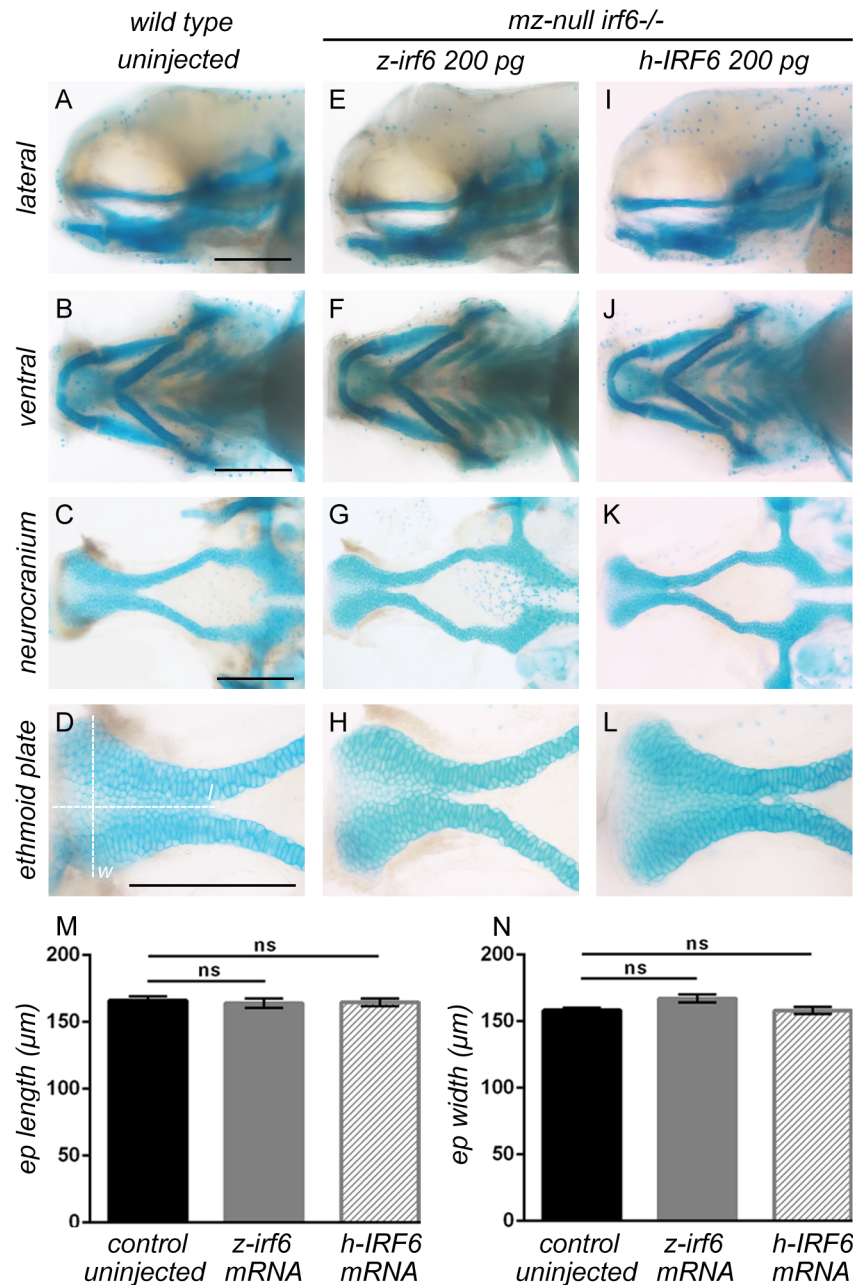 wild type
uninjected
mz-null irf6-/-
z-irf6 200 pg
h-IRF6 200 pg
lateral
A
E
I
ventral
B
F
J
neurocranium
C
G
K
ethmoid plate
D
l
w
H
L
M
ep length (µm)
200
150
100
50
0
ns
ns
control
uninjected
z-irf6
mRNA
h-IRF6
mRNA
N
ep width (µm)
200
150
100
50
0
ns
ns
control
uninjected
z-irf6
mRNA
h-IRF6
mRNA